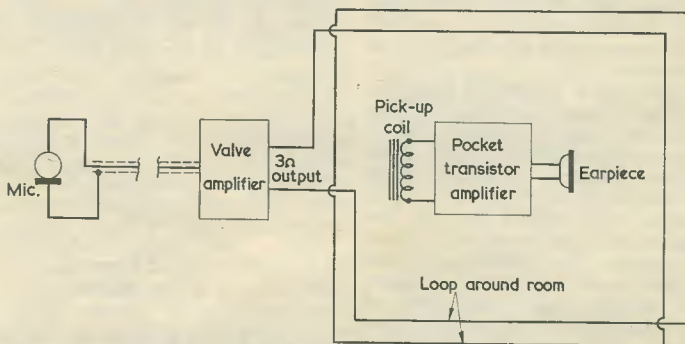 Mic.
Valve
amplifier
3Ω
output
Pick-up
coil
Pocket
transistor
amplifier
Earpiece
Loop around room